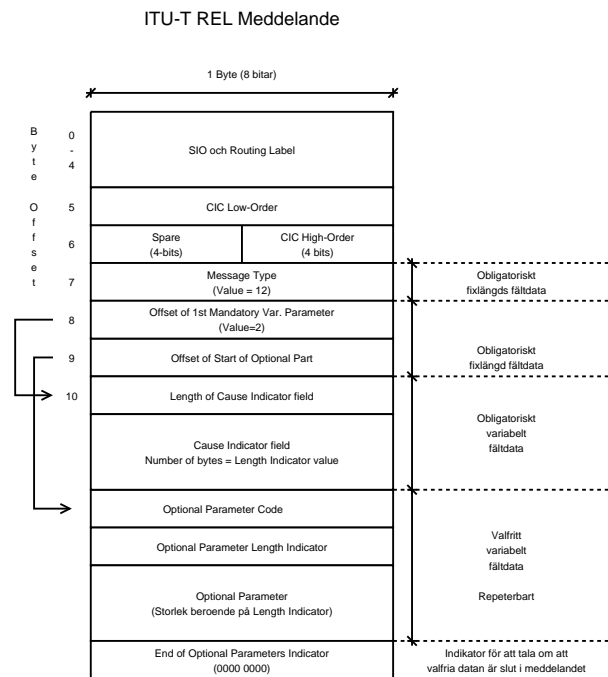 ITU-T REL Meddelande
1 Byte (8 bitar)
Byte Offset
0
-
4
SIO och Routing Label
5
CIC Low-Order
6
Spare
(4-bits)
CIC High-Order
(4 bits)
7
Message Type
(Value = 12)
Obligatoriskt
fixlängds fältdata
8
Offset of 1st Mandatory Var. Parameter
(Value=2)
9
Offset of Start of Optional Part
Obligatoriskt
fixlängd fältdata
10
Length of Cause Indicator field
Cause Indicator field
Number of bytes = Length Indicator value
Obligatoriskt
variabelt
fältdata
Optional Parameter Code
Optional Parameter Length Indicator
Optional Parameter
(Storlek beroende på Length Indicator)
Valfritt
variabelt
fältdata
Repeterbart
End of Optional Parameters Indicator
(0000 0000)
Indikator för att tala om att
valfria datan är slut i meddelandet